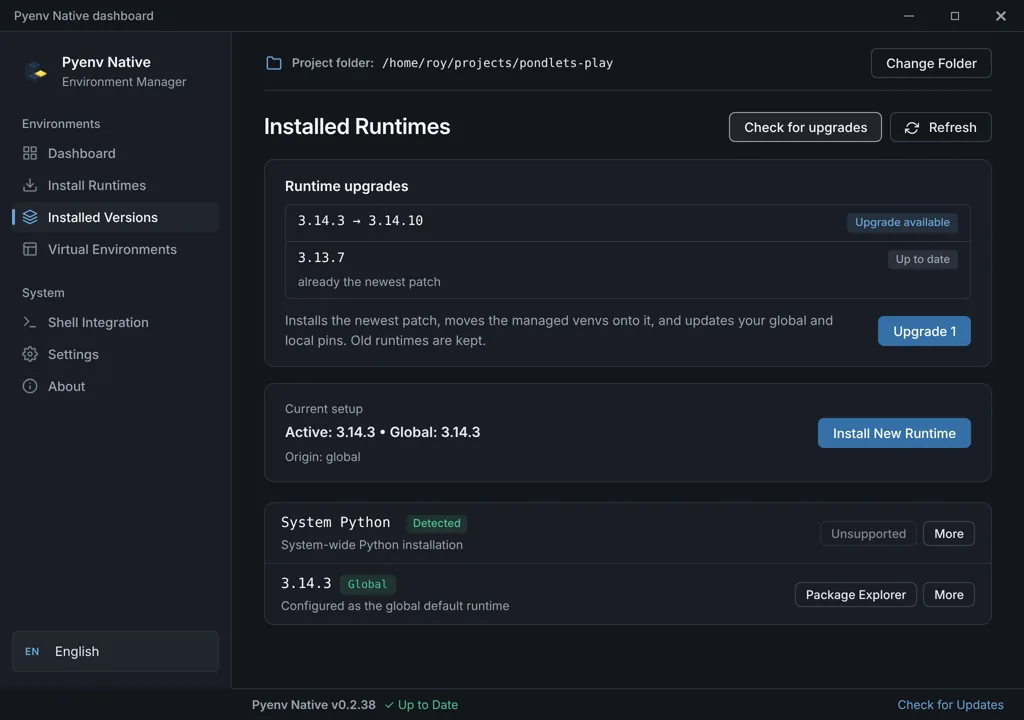 Pyenv Native dashboard
Pyenv Native
Environment Manager
Environments
Dashboard
Install Runtimes
Installed Versions
Virtual Environments
System
Shell Integration
Settings
About
EN English
Project folder: /home/roy/projects/pondlets-play
Change Folder
Installed Runtimes
Check for upgrades
Refresh
Runtime upgrades
3.14.3 → 3.14.10
Upgrade available
3.13.7
Up to date
already the newest patch
Installs the newest patch, moves the managed venvs onto it, and updates your global and
local pins. Old runtimes are kept.
Upgrade 1
Current setup
Active: 3.14.3 • Global: 3.14.3
Origin: global
Install New Runtime
System Python Detected
System-wide Python installation
Unsupported
More
3.14.3 Global
Configured as the global default runtime
Package Explorer
More
Pyenv Native v0.2.38 ✓ Up to Date
Check for Updates